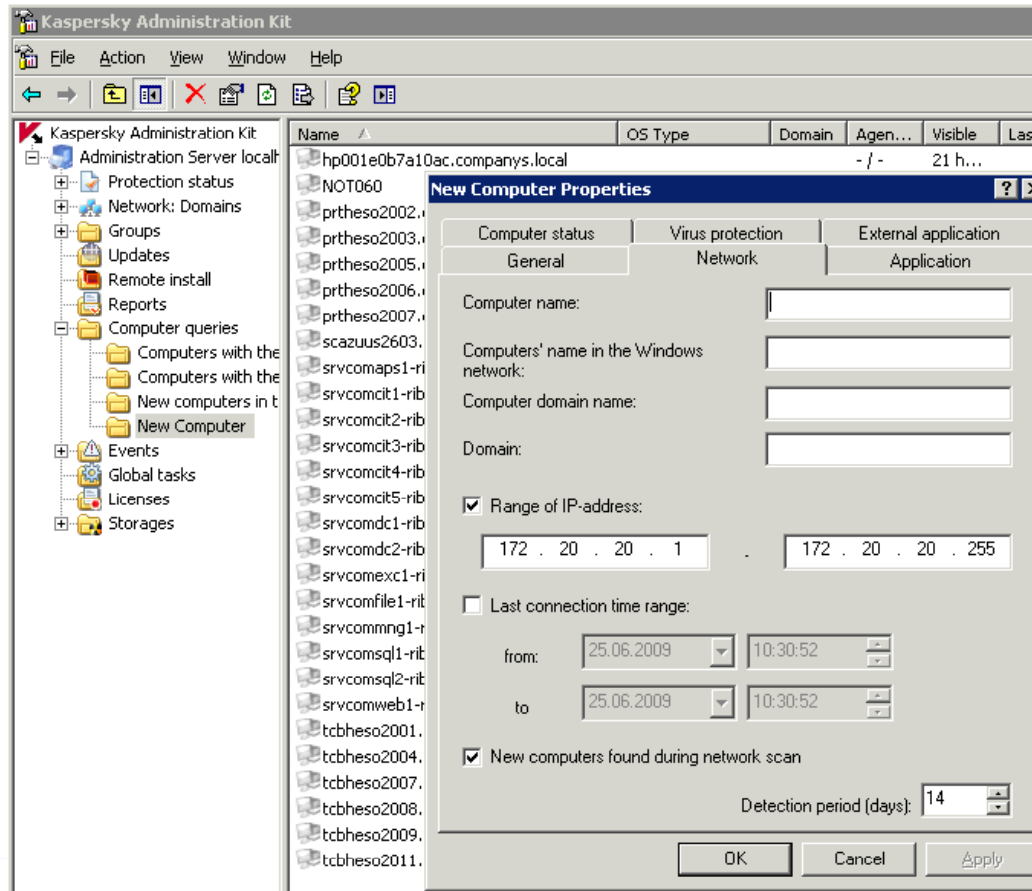 Kaspersky Administration Kit
File Action View Window Help
Kaspersky Administration Kit
Administration Server localh
Protection status
Network: Domains
Groups
Updates
Remote install
Reports
Computer queries
Computers with the
Computers with the
New computers in t
New Computer
Events
Global tasks
Licenses
Storages
Name OS Type Domain Agen... Visible Las
hp001e0b7a10ac.companys.local - / - 21 h...
NOT060
prtheso2002.
prtheso2003.
prtheso2005.
prtheso2006.
prtheso2007.
scazuus2603.
srvcomaps1-ri
srvcomcit1-rib
srvcomcit2-rib
srvcomcit3-rib
srvcomcit4-rib
srvcomcit5-rib
srvcomdc1-rib
srvcomdc2-rib
srvcomexc1-ri
srvcomfile1-rib
srvcommng1-r
srvcomsql1-rib
srvcomsql2-rib
srvcomweb1-r
tcbheso2001.
tcbheso2004.
tcbheso2007.
tcbheso2008.
tcbheso2009.
tcbheso2011.
New Computer Properties
Computer status Virus protection External application
General Network Application
Computer name:
Computers' name in the Windows
network:
Computer domain name:
Domain:
Range of IP-address:
172 . 20 . 20 . 1 - 172 . 20 . 20 . 255
Last connection time range:
from: 25.06.2009 10:30:52
to 25.06.2009 10:30:52
New computers found during network scan
Detection period (days): 14
OK Cancel Apply